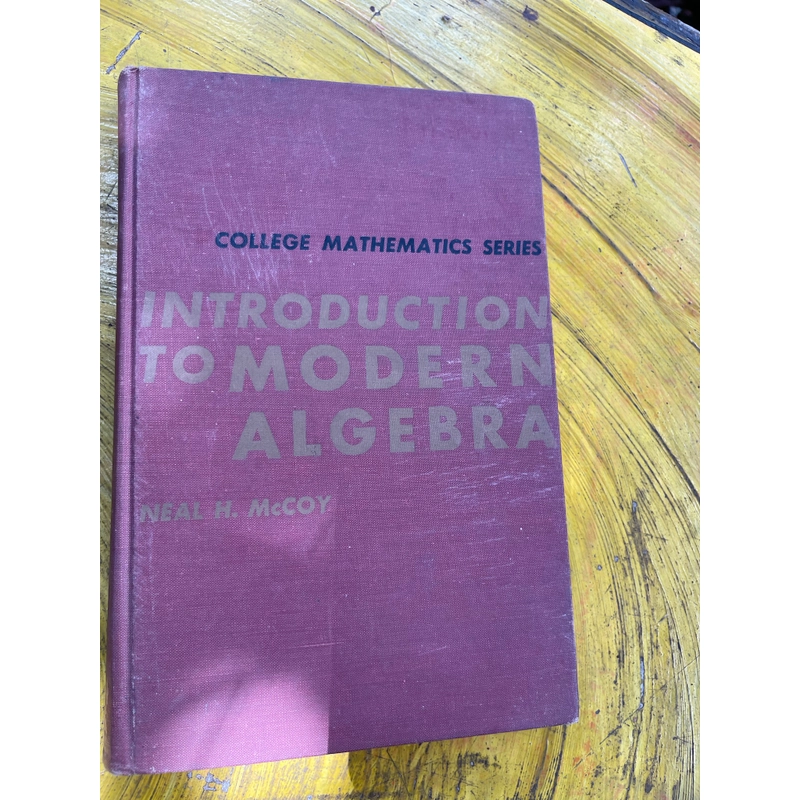 COLLEGE MATHEMATICS SERIES
INTRODUCTION
TO MODERN
ALGEBRA
NEAL H. McCOY